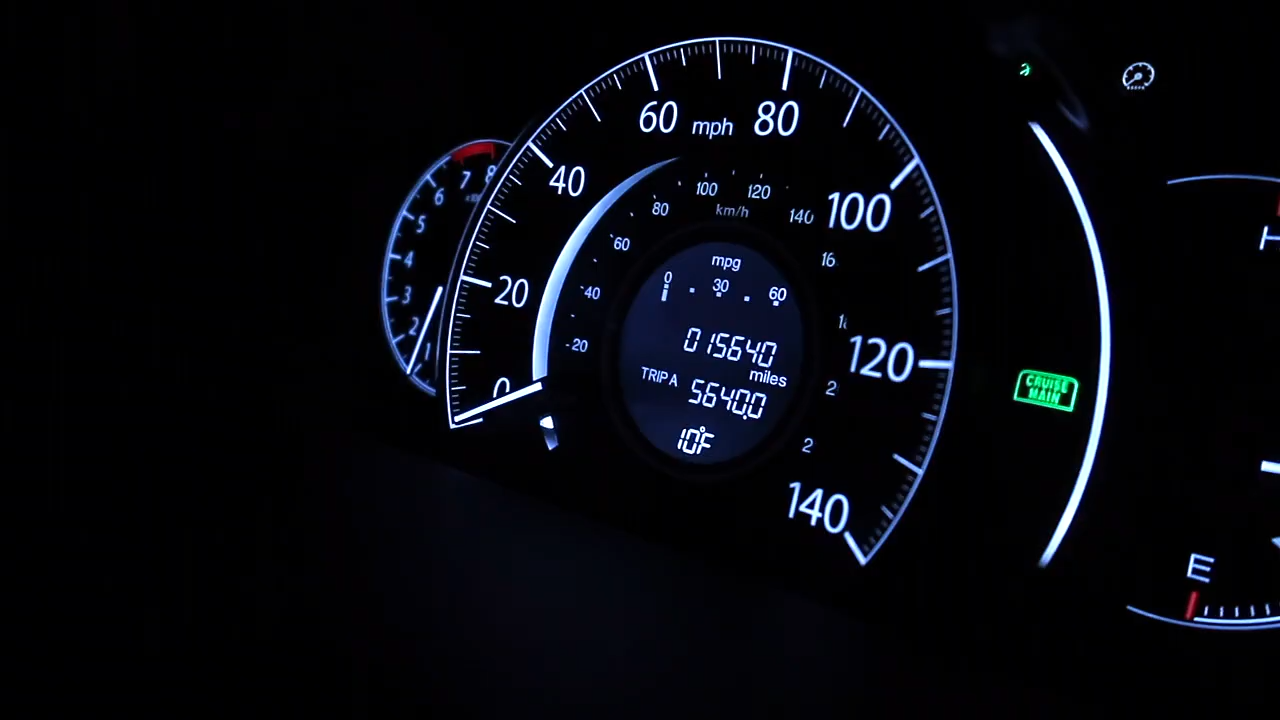 60 mph 80
40
100
20
120
0
140
100 120
80 km/h 140
60
40
20
mpg
0 30 60
015640
miles
TRIP A 5640.0
10°F
8
7
6
5
4
3
2
1
CRUISE
MAIN
E